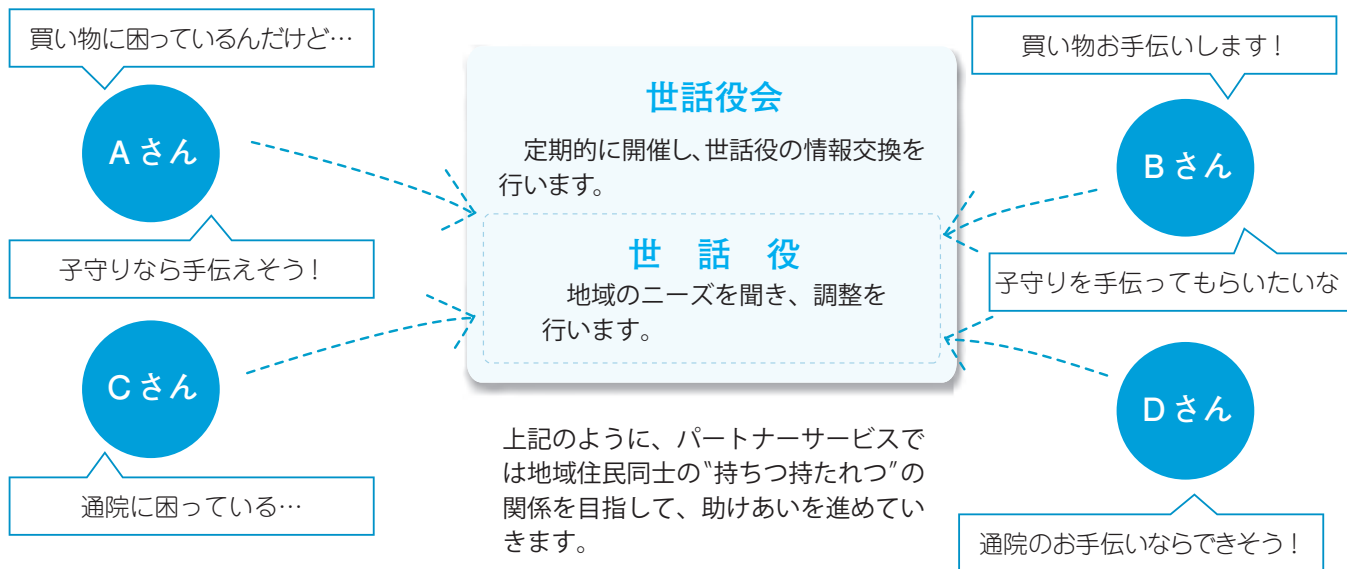 買い物に困っているんだけど…
Aさん
子守りなら手伝えそう！
Cさん
通院に困っている…
世話役会
定期的に開催し、世話役の情報交換を
行います。
世話役
地域のニーズを聞き、調整を
行います。
上記のように、パートナーサービスで
は地域住民同士の〝持ちつ持たれつ〞の
関係を目指して、助けあいを進めてい
きます。
買い物お手伝いします！
Bさん
子守りを手伝ってもらいたいな
Dさん
通院のお手伝いならできそう！